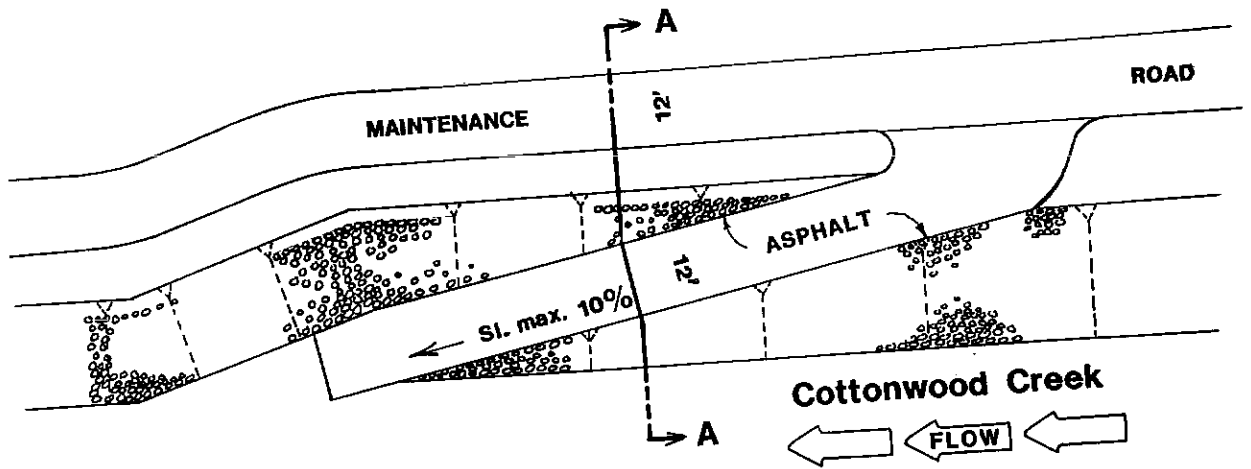 A
ROAD
MAINTENANCE
12'
ASPHALT
12'
Sl. max. 10%
Cottonwood Creek
A
FLOW